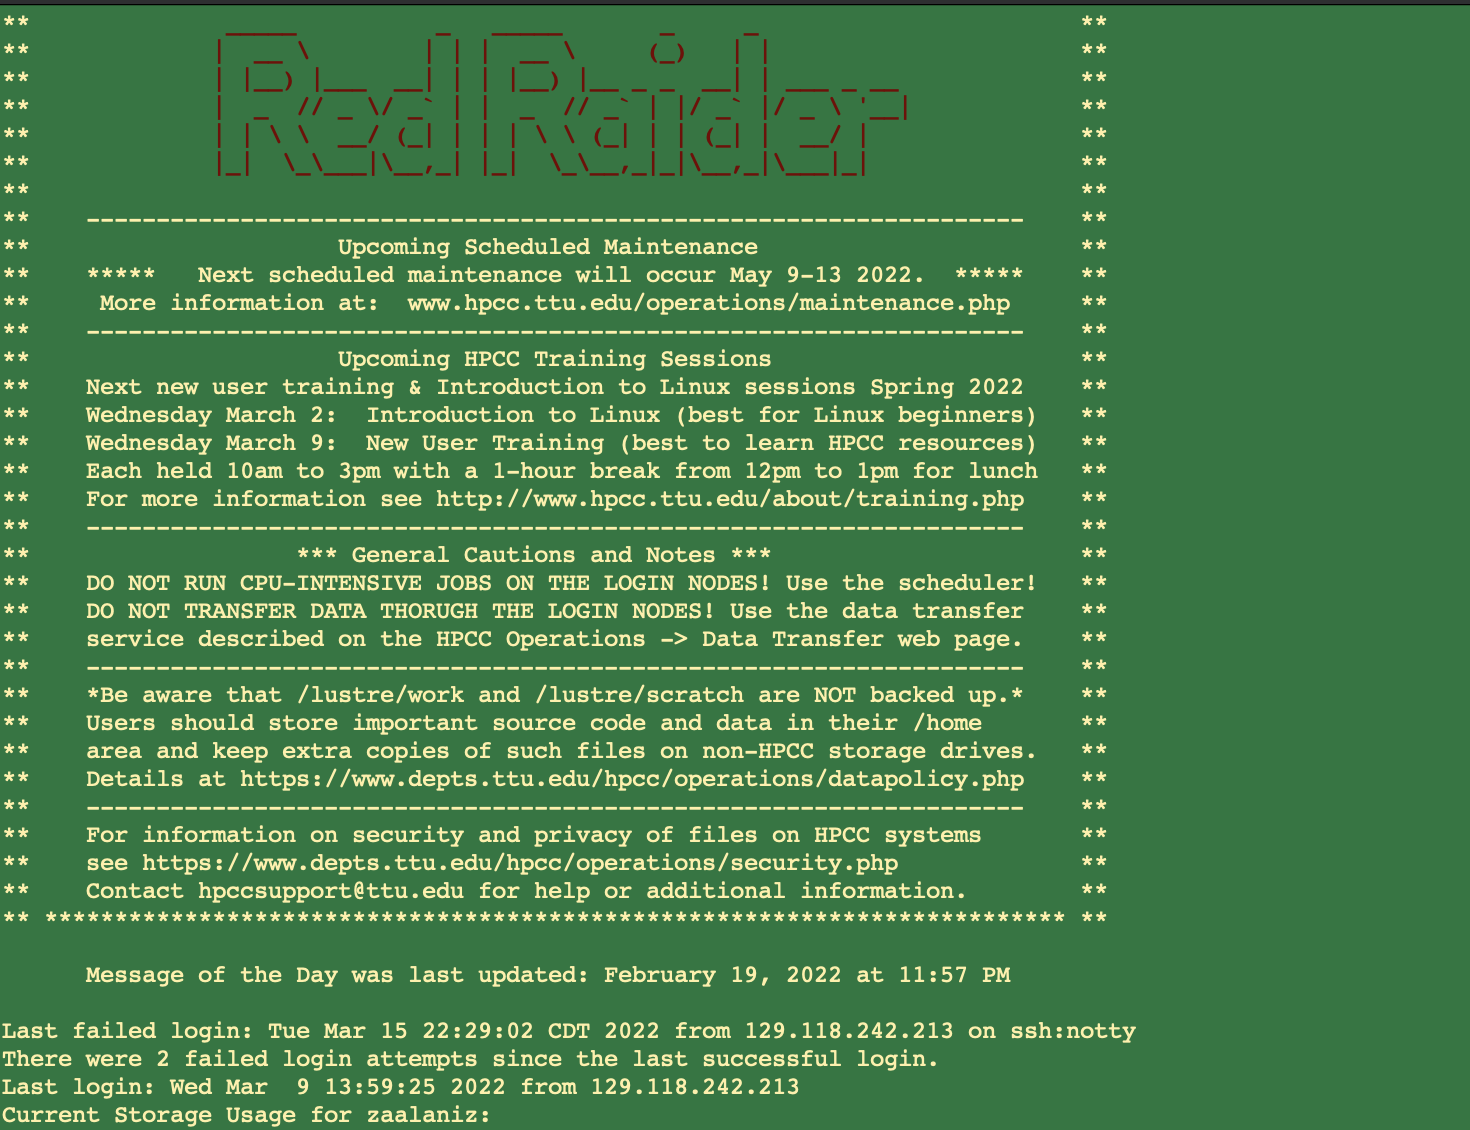 ** **
** RedRaider **
** **
** **
** **
** **
** **
** ------------------------------------------------------------------- **
** Upcoming Scheduled Maintenance **
** ***** Next scheduled maintenance will occur May 9-13 2022. ***** **
** More information at: www.hpcc.ttu.edu/operations/maintenance.php **
** ------------------------------------------------------------------- **
** Upcoming HPCC Training Sessions **
** Next new user training & Introduction to Linux sessions Spring 2022 **
** Wednesday March 2: Introduction to Linux (best for Linux beginners) **
** Wednesday March 9: New User Training (best to learn HPCC resources) **
** Each held 10am to 3pm with a 1-hour break from 12pm to 1pm for lunch **
** For more information see http://www.hpcc.ttu.edu/about/training.php **
** ------------------------------------------------------------------- **
** *** General Cautions and Notes *** **
** DO NOT RUN CPU-INTENSIVE JOBS ON THE LOGIN NODES! Use the scheduler! **
** DO NOT TRANSFER DATA THORUGH THE LOGIN NODES! Use the data transfer **
** service described on the HPCC Operations -> Data Transfer web page. **
** ------------------------------------------------------------------- **
** *Be aware that /lustre/work and /lustre/scratch are NOT backed up.* **
** Users should store important source code and data in their /home **
** area and keep extra copies of such files on non-HPCC storage drives. **
** Details at https://www.depts.ttu.edu/hpcc/operations/datapolicy.php **
** ------------------------------------------------------------------- **
** For information on security and privacy of files on HPCC systems **
** see https://www.depts.ttu.edu/hpcc/operations/security.php **
** Contact hpccsupport@ttu.edu for help or additional information. **
** ************************************************************************* **
Message of the Day was last updated: February 19, 2022 at 11:57 PM
Last failed login: Tue Mar 15 22:29:02 CDT 2022 from 129.118.242.213 on ssh:notty
There were 2 failed login attempts since the last successful login.
Last login: Wed Mar 9 13:59:25 2022 from 129.118.242.213
Current Storage Usage for zaalaniz: